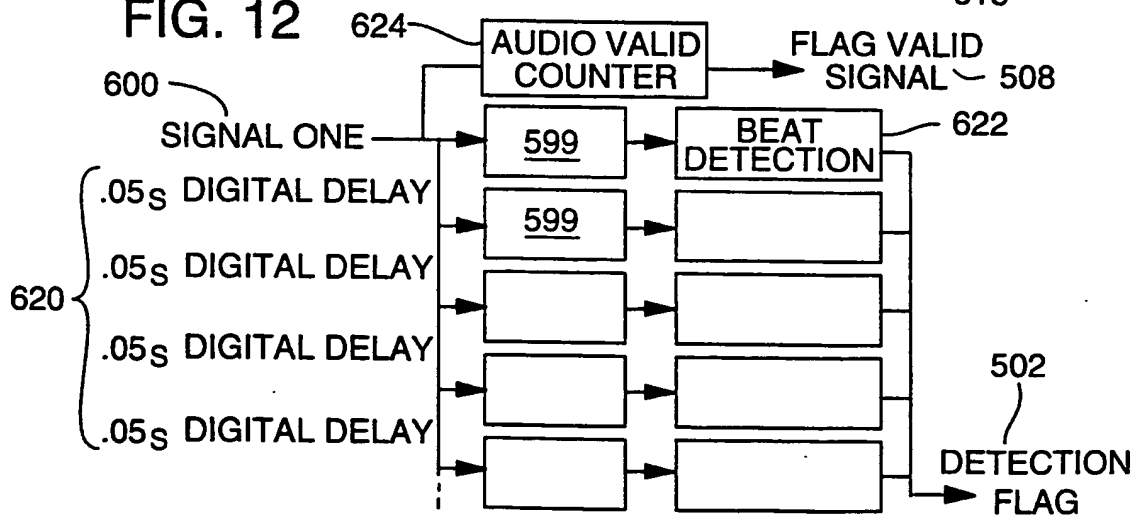 FIG. 12
624
AUDIO VALID
COUNTER
FLAG VALID
SIGNAL
508
600
SIGNAL ONE
599
BEAT
DETECTION
622
.05s DIGITAL DELAY
599
.05s DIGITAL DELAY
620
.05s DIGITAL DELAY
.05s DIGITAL DELAY
502
DETECTION
FLAG